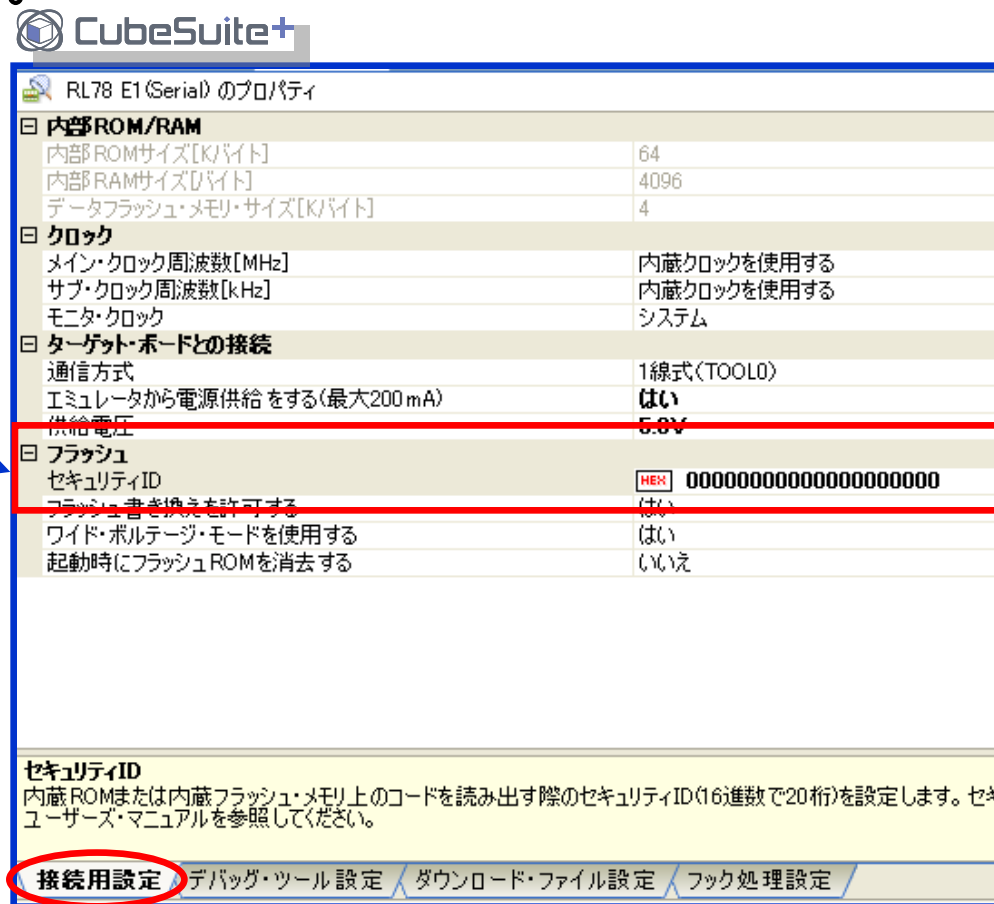 CubeSuite+
RL78 E1(Serial) のプロパティ
内部ROM/RAM
内部ROMサイズ[Kバイト] 64
内部RAMサイズ[バイト] 4096
データフラッシュ・メモリ・サイズ[Kバイト] 4
クロック
メイン・クロック周波数[MHz] 内蔵クロックを使用する
サブ・クロック周波数[kHz] 内蔵クロックを使用する
モニタ・クロック システム
ターゲット・ボードとの接続
通信方式 1線式(TOOL0)
エミュレータから電源供給をする(最大200mA) はい
供給電圧 5.0V
フラッシュ
セキュリティID HEX 00000000000000000000
フラッシュ書き換えを許可する はい
ワイド・ボルテージ・モードを使用する はい
起動時にフラッシュROMを消去する いいえ
セキュリティID
内蔵ROMまたは内蔵フラッシュ・メモリ上のコードを読み出す際のセキュリティID(16進数で20桁)を設定します。セキ
ユーザーズ・マニュアルを参照してください。
接続用設定 デバッグ・ツール設定 ダウンロード・ファイル設定 フック処理設定